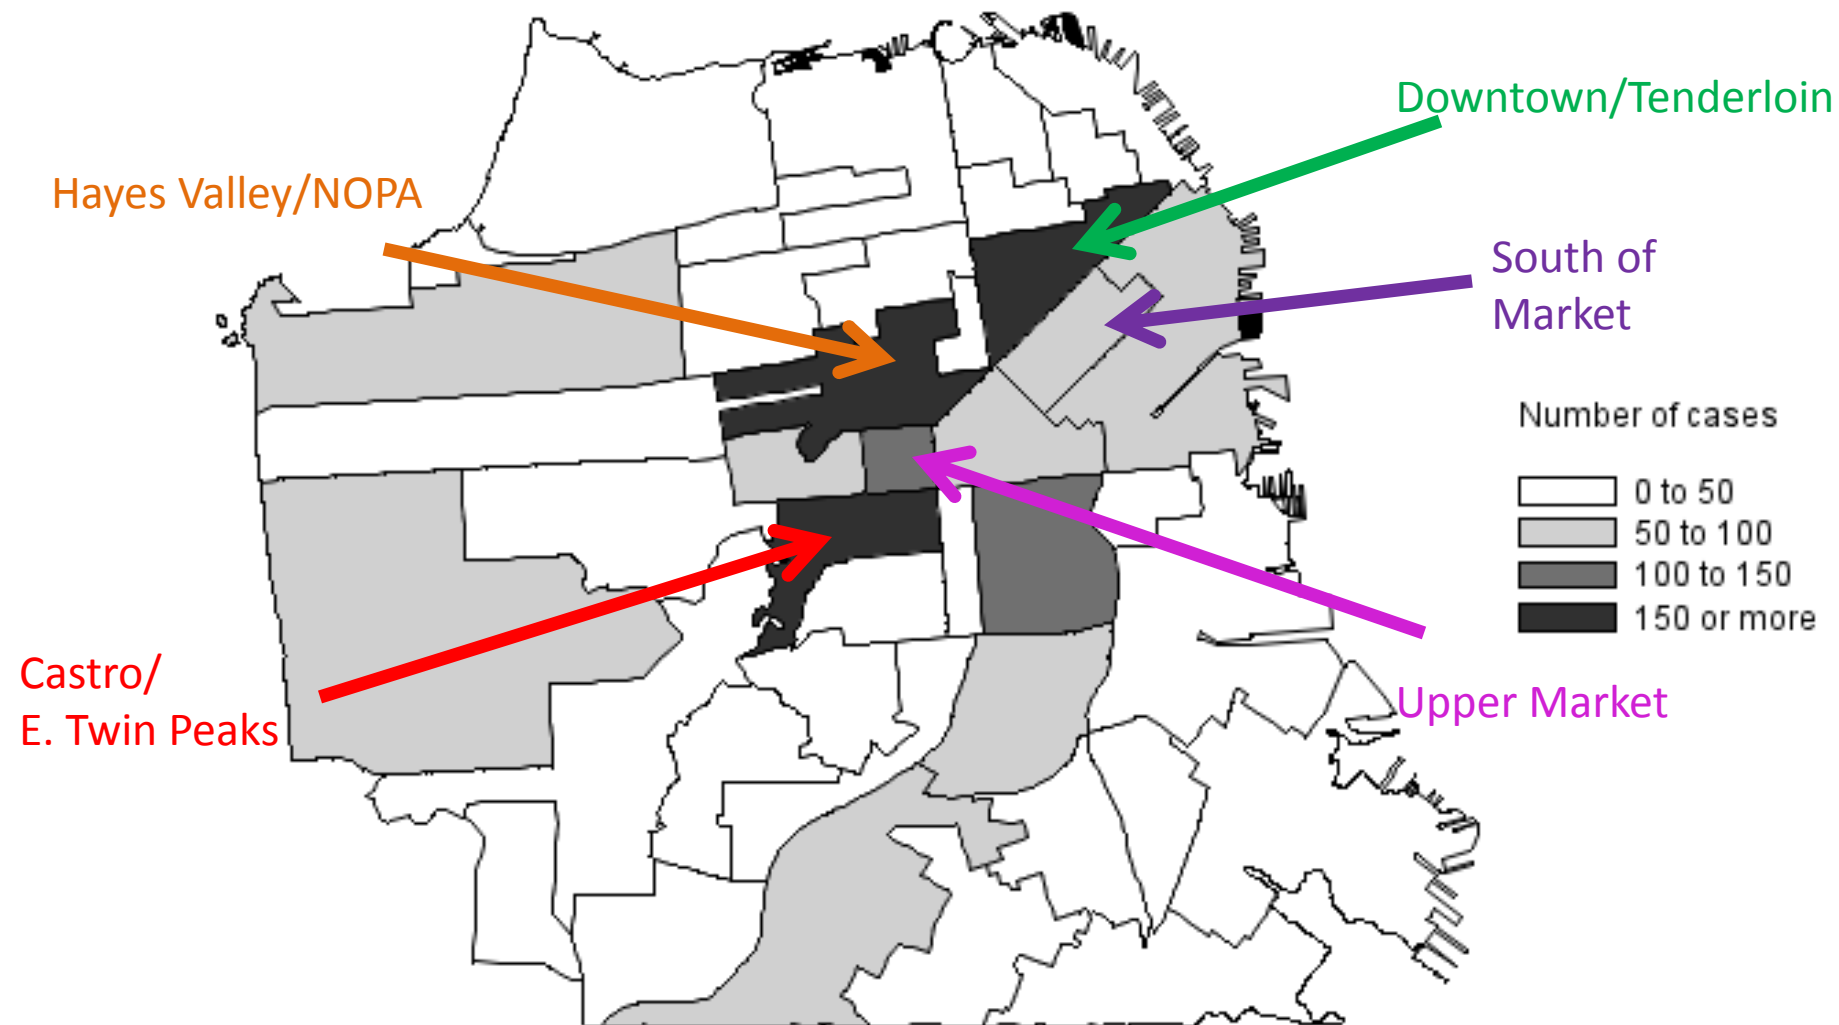 Downtown/Tenderloin
Hayes Valley/NOPA
South of
Market
Number of cases
0 to 50
50 to 100
100 to 150
150 or more
Castro/
E. Twin Peaks
Upper Market